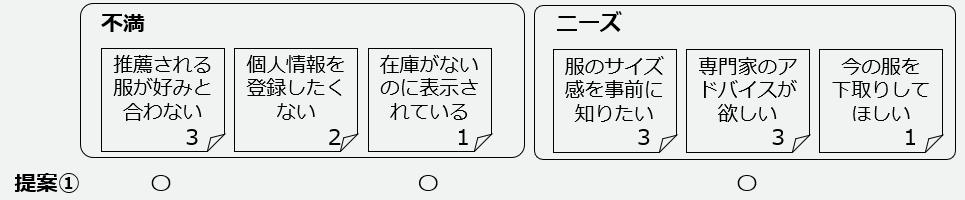 不満
推薦される
服が好みと
合わない
3
個人情報を
登録したく
ない
2
在庫がない
のに表示さ
れている
1
ニーズ
服のサイズ
感を事前に
知りたい
3
専門家のア
ドバイスが
欲しい
3
今の服を
下取りして
ほしい
1
提案① 〇 〇 〇